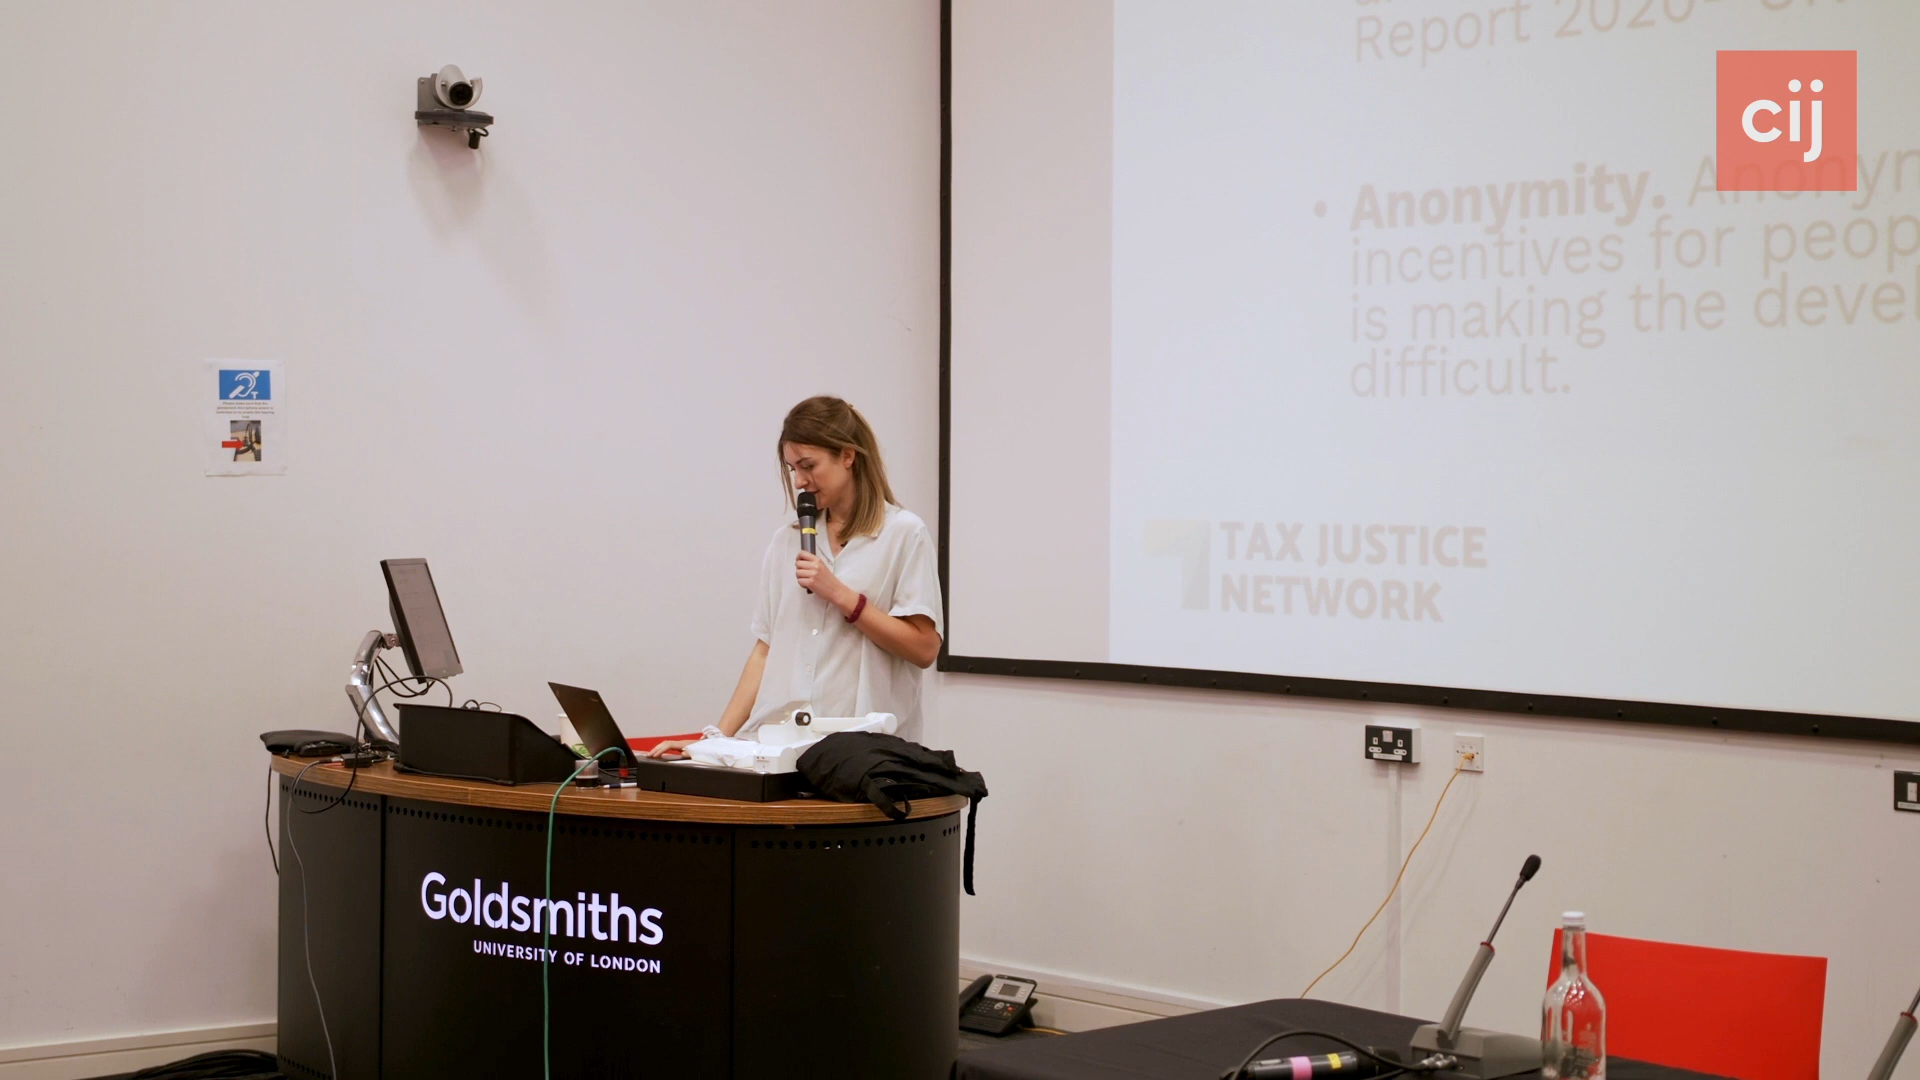 Report 2020-
cij
• Anonymity. Anonym
incentives for peop
is making the devel
difficult.
TAX JUSTICE
NETWORK
Goldsmiths
UNIVERSITY OF LONDON